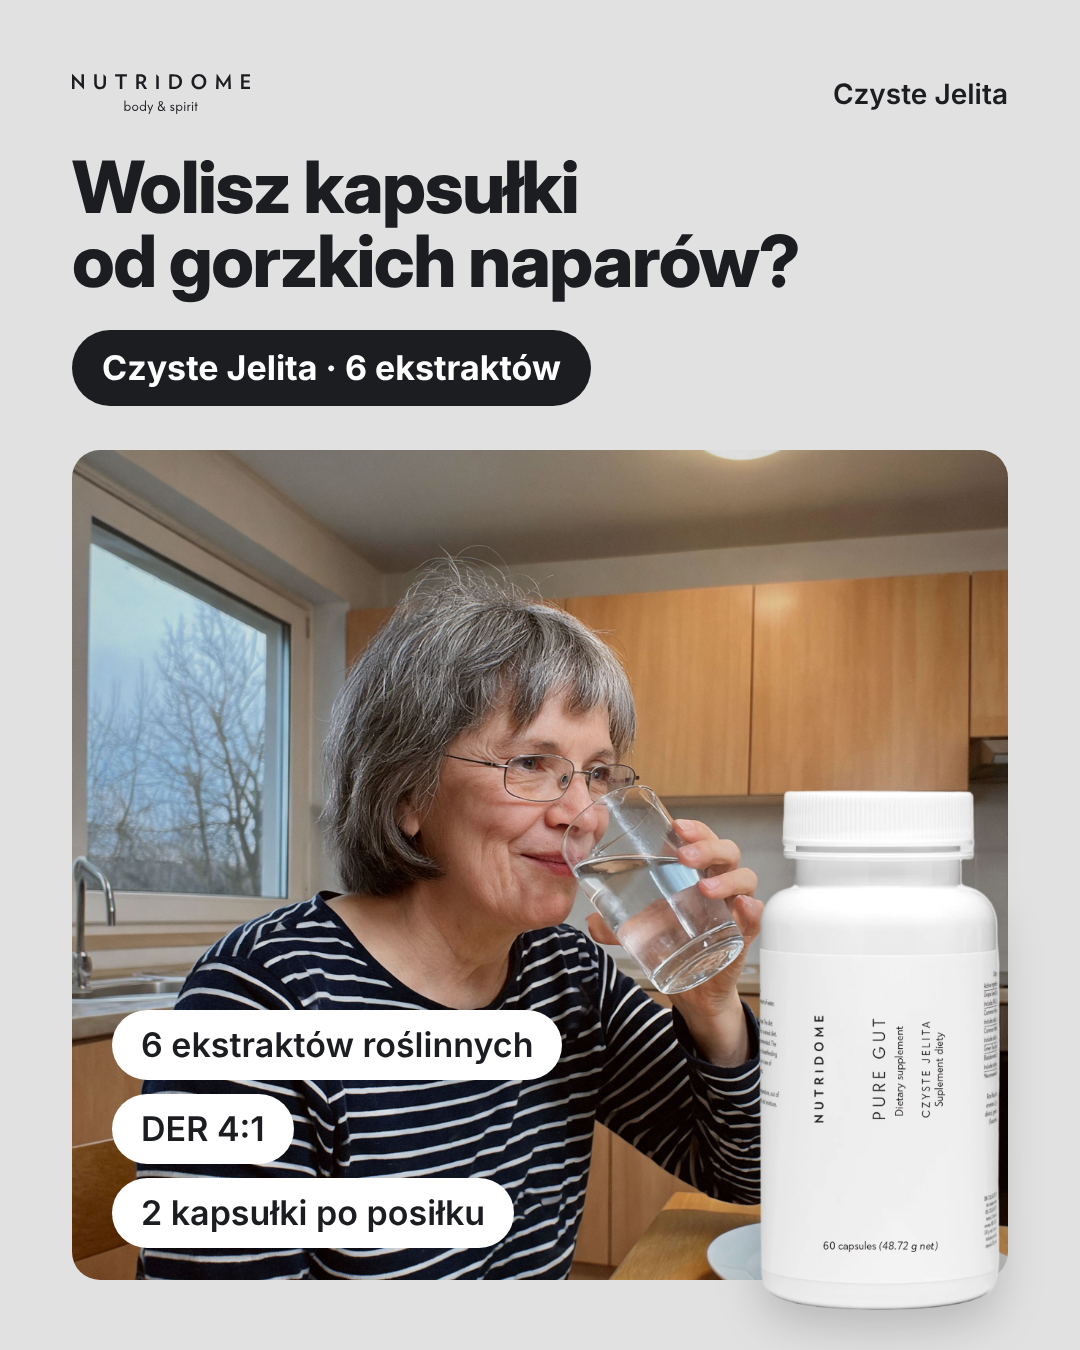 NUTRIDOME
body & spirit
Czyste Jelita
Wolisz kapsułki
od gorzkich naparów?
Czyste Jelita · 6 ekstraktów
6 ekstraktów roślinnych
DER 4:1
2 kapsułki po posiłku
NUTRIDOME
PURE GUT
Dietary supplement
CZYSTE JELITA
Suplement diety
60 capsules (48.72 g net)